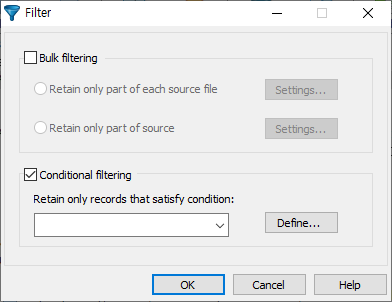 Filter
Bulk filtering
Retain only part of each source file
Settings...
Retain only part of source
Settings...
Conditional filtering
Retain only records that satisfy condition:
Define...
OK
Cancel
Help